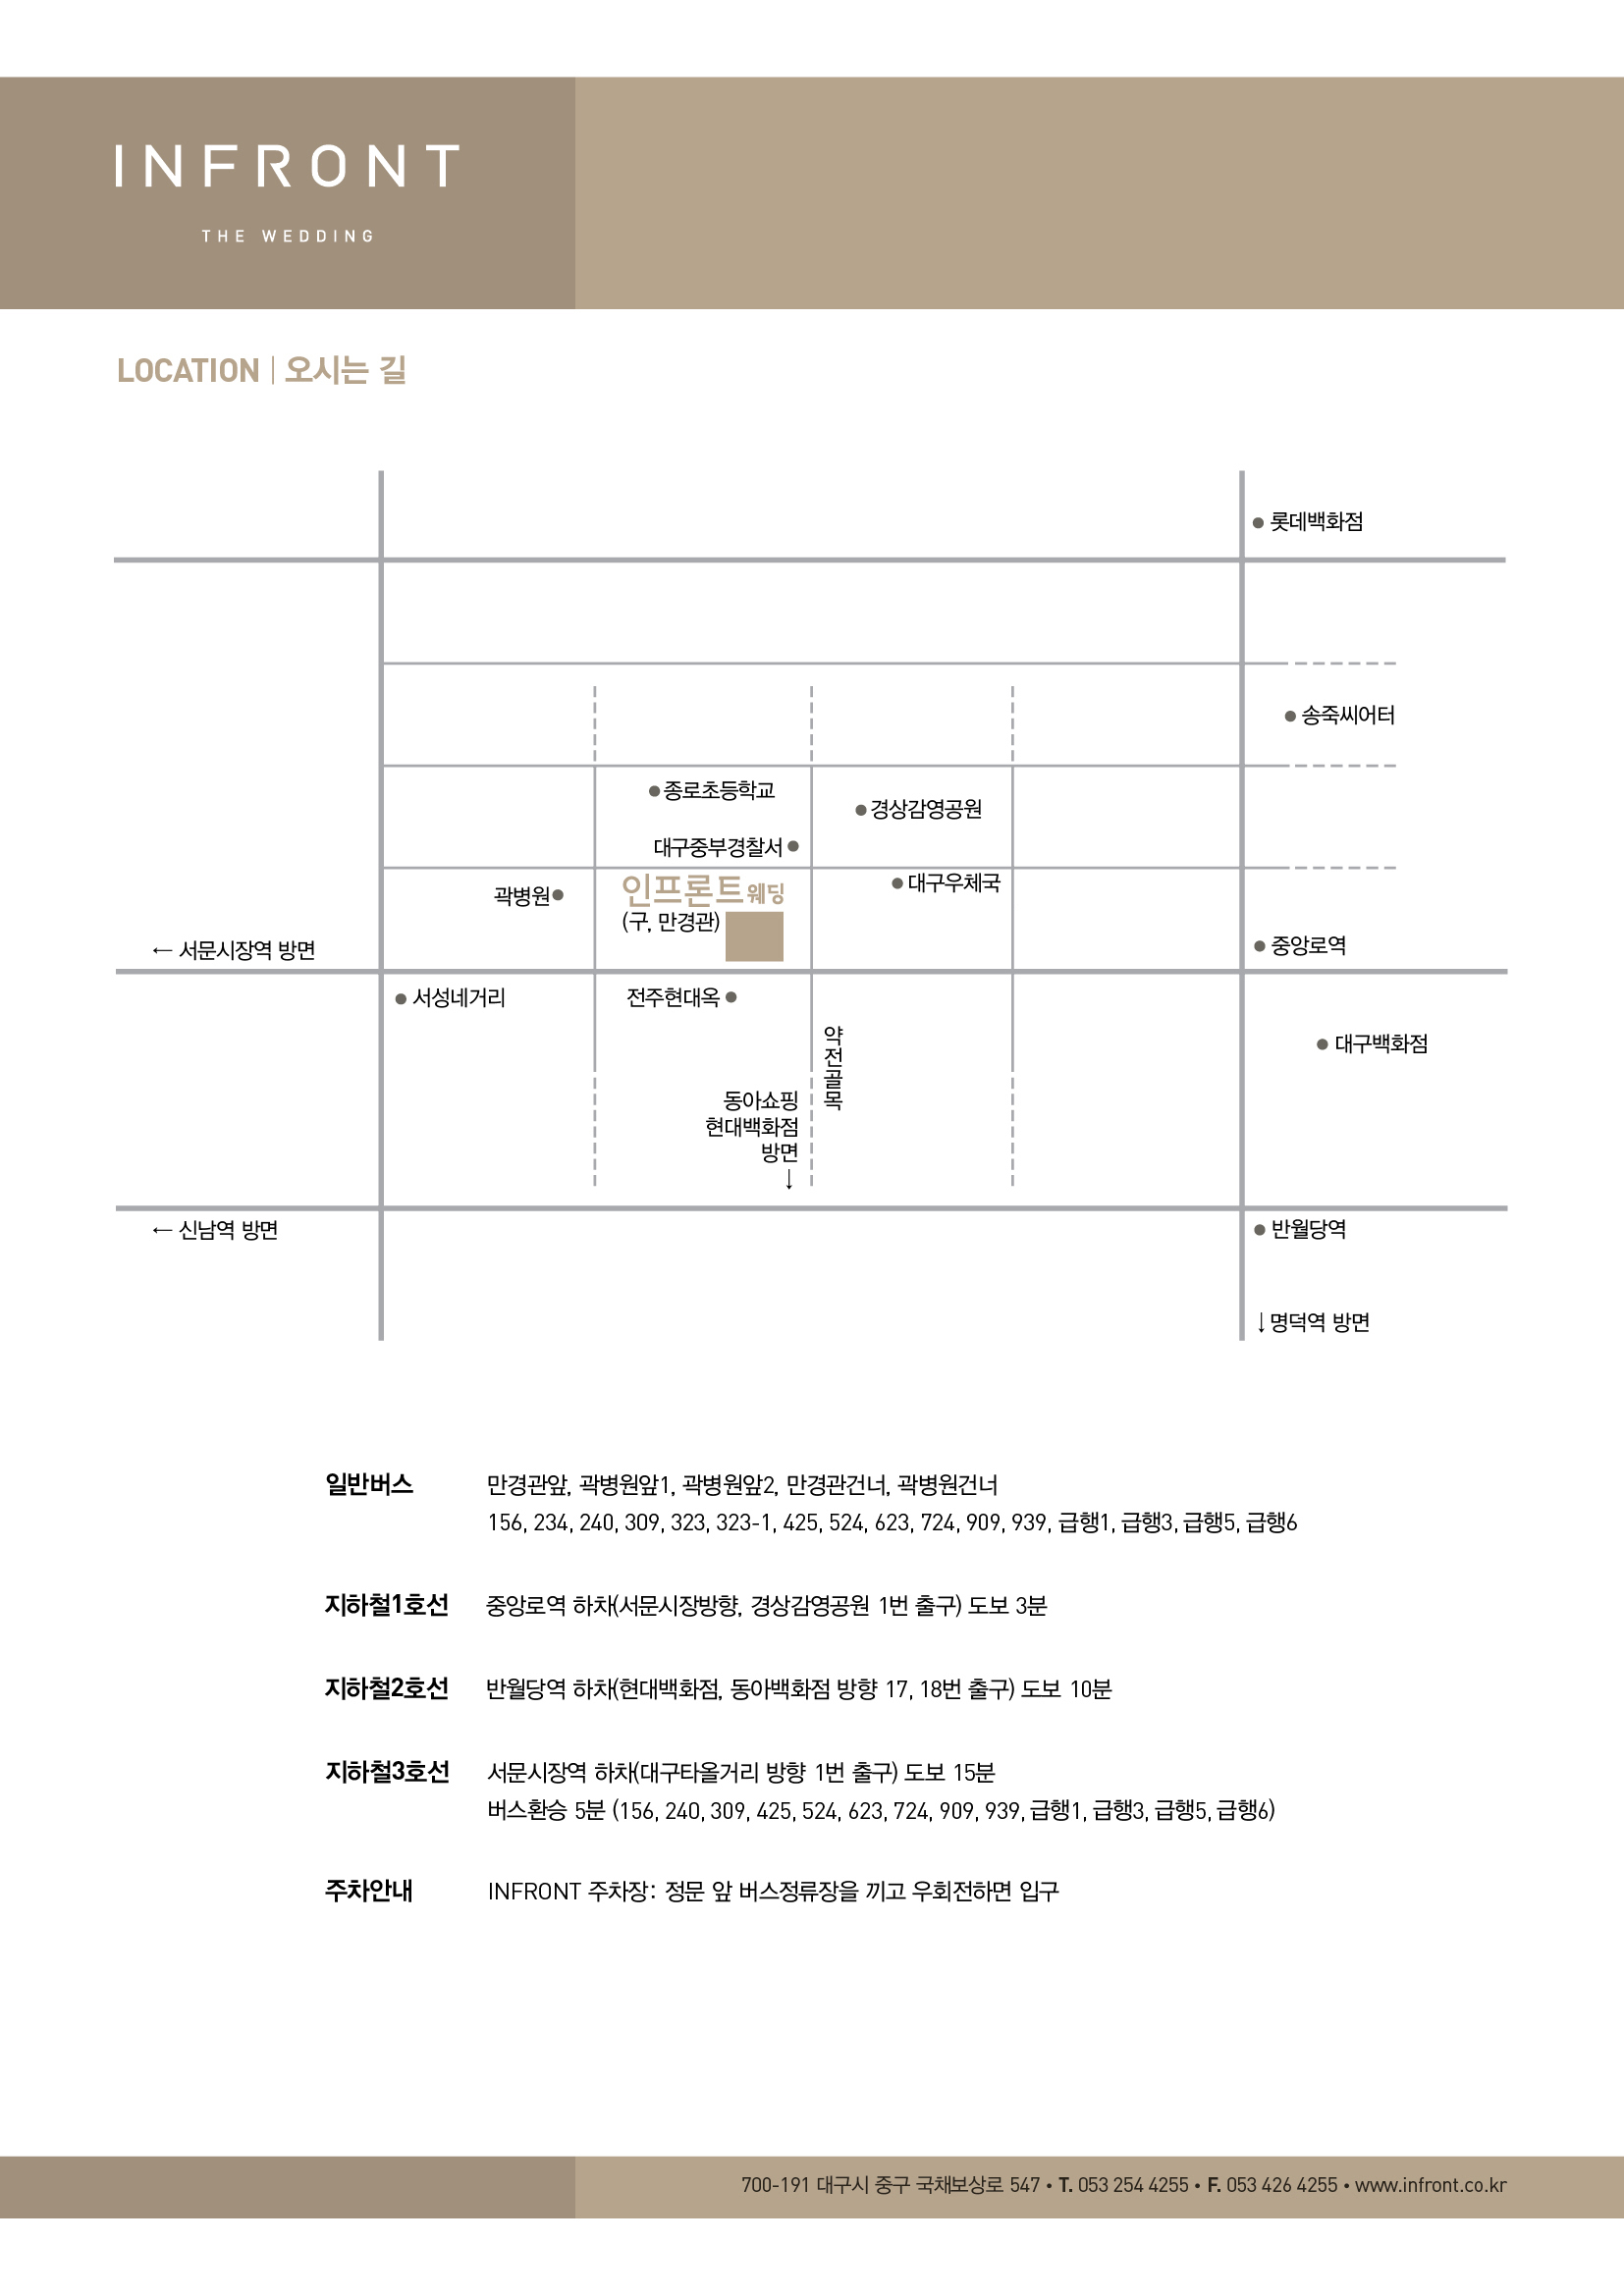 INFRONT
THE WEDDING
LOCATION | 오시는 길
롯데백화점
송죽씨어터
종로초등학교
경상감영공원
대구중부경찰서
대구우체국
곽병원
인프론트웨딩
(구, 만경관)
← 서문시장역 방면
중앙로역
서성네거리
전주현대옥
약전골목
대구백화점
동아쇼핑
현대백화점
방면
↓
← 신남역 방면
반월당역
↓명덕역 방면
일반버스 만경관앞, 곽병원앞1, 곽병원앞2, 만경관건너, 곽병원건너
156, 234, 240, 309, 323, 323-1, 425, 524, 623, 724, 909, 939, 급행1, 급행3, 급행5, 급행6
지하철1호선 중앙로역 하차(서문시장방향, 경상감영공원 1번 출구) 도보 3분
지하철2호선 반월당역 하차(현대백화점, 동아백화점 방향 17, 18번 출구) 도보 10분
지하철3호선 서문시장역 하차(대구타올거리 방향 1번 출구) 도보 15분
버스환승 5분 (156, 240, 309, 425, 524, 623, 724, 909, 939, 급행1, 급행3, 급행5, 급행6)
주차안내 INFRONT 주차장: 정문 앞 버스정류장을 끼고 우회전하면 입구
700-191 대구시 중구 국채보상로 547 • T. 053 254 4255 • F. 053 426 4255 • www.infront.co.kr